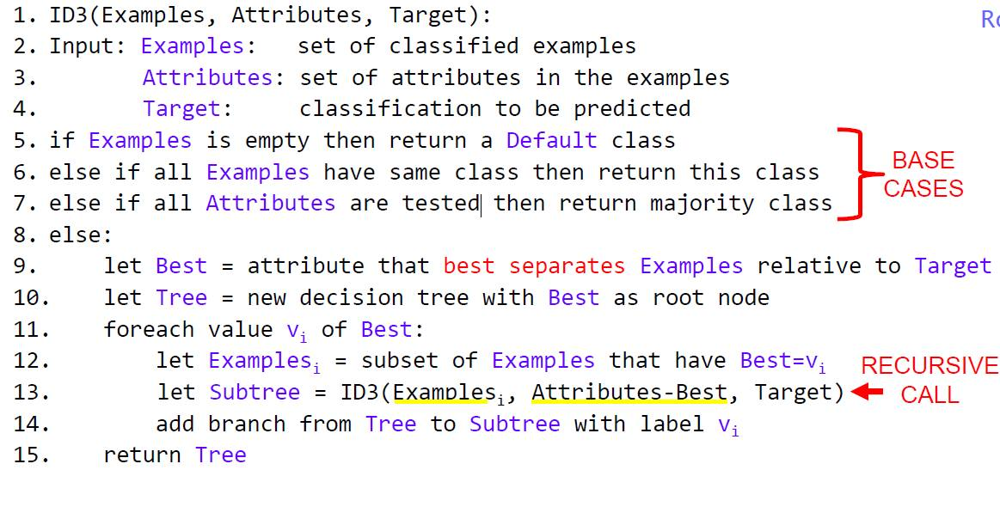 1. ID3(Examples, Attributes, Target):
2. Input: Examples: set of classified examples
3. Attributes: set of attributes in the examples
4. Target: classification to be predicted
5. if Examples is empty then return a Default class
6. else if all Examples have same class then return this class
7. else if all Attributes are tested then return majority class
BASE
CASES
8. else:
9. let Best = attribute that best separates Examples relative to Target
10. let Tree = new decision tree with Best as root node
11. foreach value vi of Best:
12. let Examplesi = subset of Examples that have Best=vi
13. let Subtree = ID3(Examplesi, Attributes-Best, Target)
RECURSIVE
CALL
14. add branch from Tree to Subtree with label vi
15. return Tree